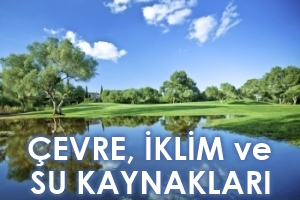 ÇEVRE, İKLİM ve
SU KAYNAKLARI